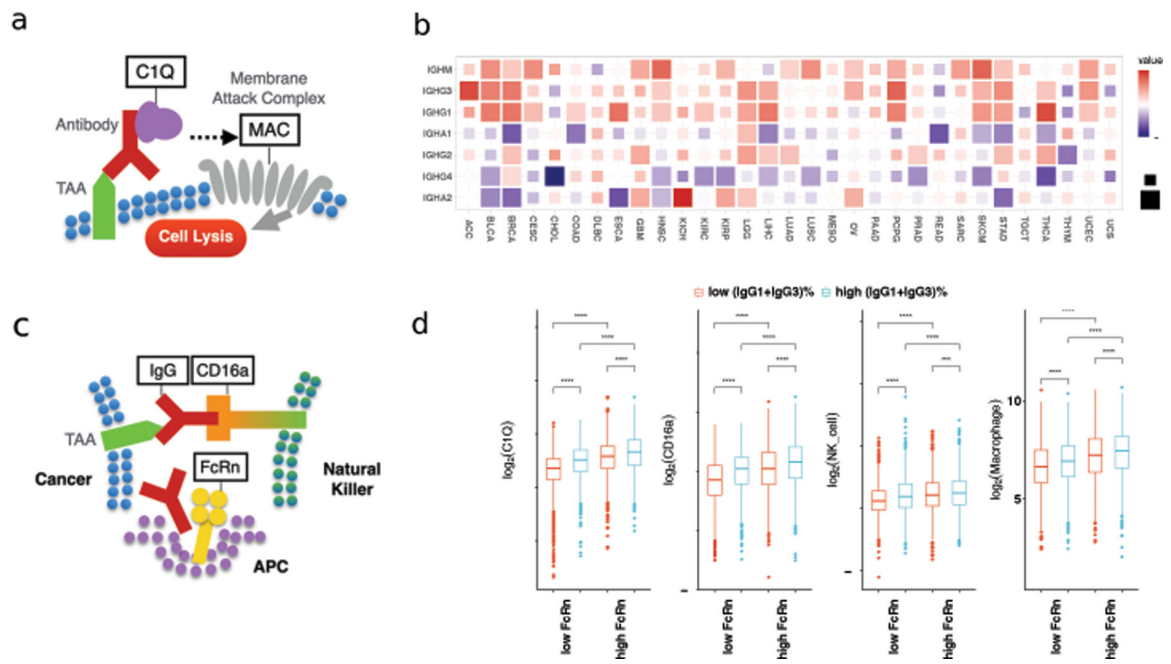 a
C1Q
Antibody
TAA
Membrane
Attack Complex
MAC
Cell Lysis
b
IGHM
IGHG3
IGHG1
IGHA1
IGHG2
IGHG4
IGHA2
ACC
BLCA
BRCA
CESC
CHOL
COAD
DLBC
ESCA
GBM
HNSC
KICH
KIRC
KIRP
LGG
LIHC
LUAD
LUSC
MESO
OV
PAAD
PCPG
PRAD
READ
SARC
SKCM
STAD
TGCT
THCA
THYM
UCEC
UCS
value
c
IgG
CD16a
TAA
FcRn
Cancer
Natural
Killer
APC
d
low (IgG1+IgG3)% high (IgG1+IgG3)%
log₂(C1Q)
****
****
****
****
low FcRn
high FcRn
log₂(CD16a)
****
****
****
****
low FcRn
high FcRn
log₂(NK_cell)
****
****
****
***
low FcRn
high FcRn
log₂(Macrophage)
10
5
****
****
****
****
low FcRn
high FcRn